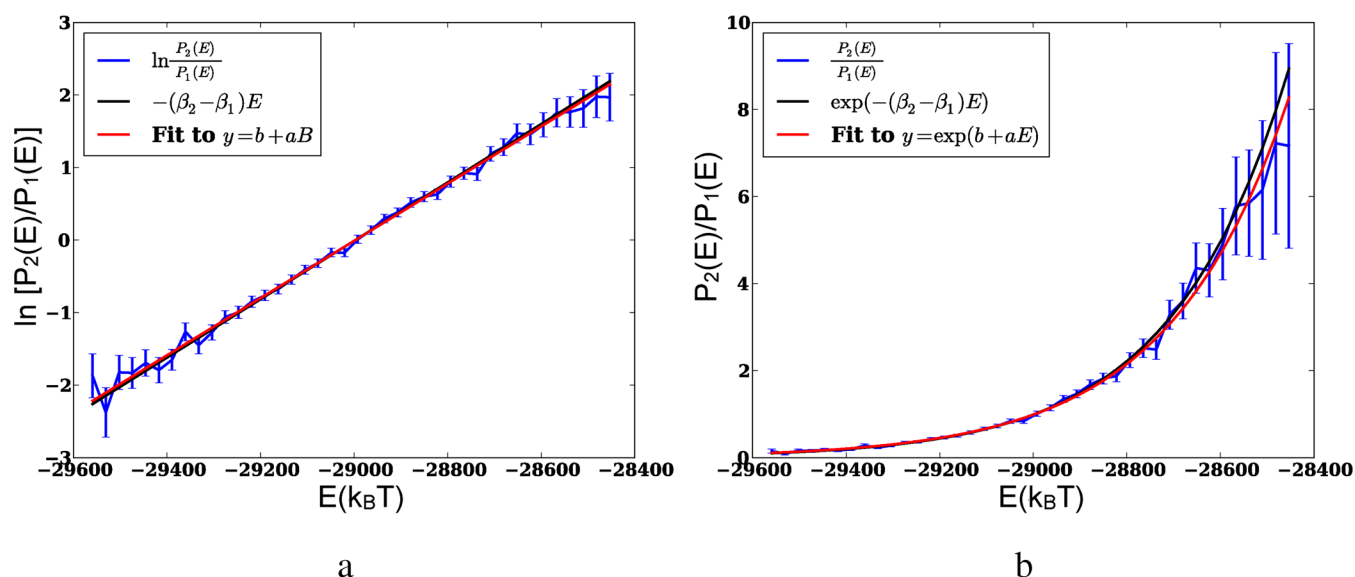 3
2
1
0
−1
−2
−3
ln [P₂(E)/P₁(E)]
ln P₂(E)/P₁(E)
−(β₂−β₁)E
Fit to y=b+aB
−29600 −29400 −29200 −29000 −28800 −28600 −28400
E(k_BT)
a
10
8
6
4
2
0
P₂(E)/P₁(E)
P₂(E)/P₁(E)
exp(−(β₂−β₁)E)
Fit to y=exp(b+aE)
−29600 −29400 −29200 −29000 −28800 −28600 −28400
E(k_BT)
b